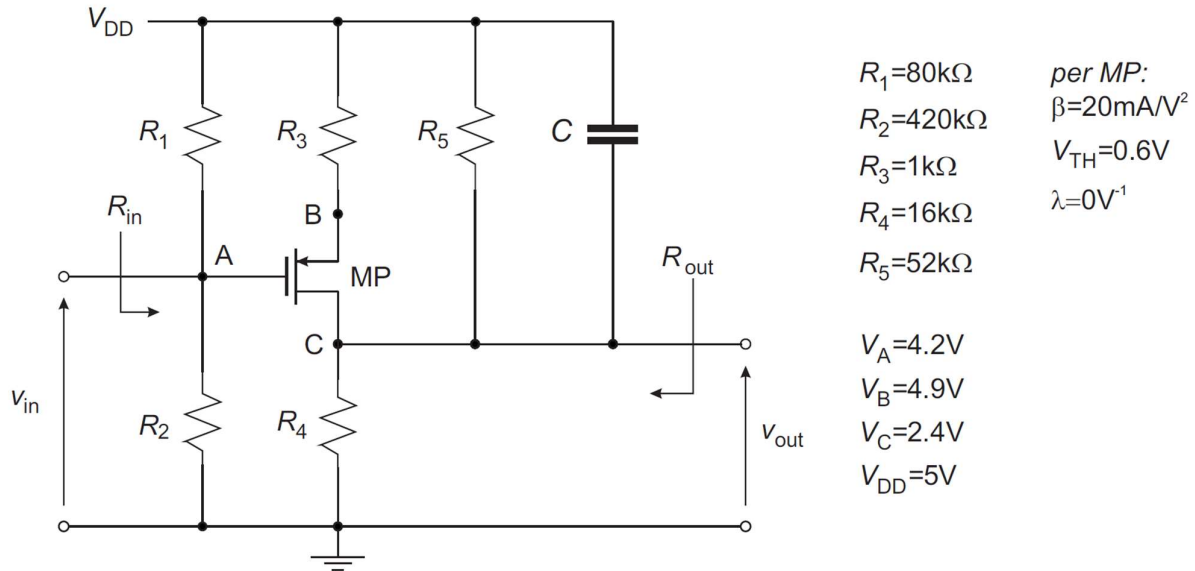 VDD
R1
R3
R5
C
Rin
B
A
MP
Rout
C
vin
R2
R4
vout
R1=80kΩ
R2=420kΩ
R3=1kΩ
R4=16kΩ
R5=52kΩ
VA=4.2V
VB=4.9V
VC=2.4V
VDD=5V
per MP:
β=20mA/V²
VTH=0.6V
λ=0V⁻¹